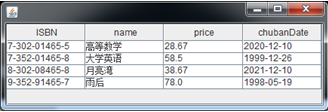 ISBN name price chubanDate
7-302-01465-5 高等数学 28.67 2020-12-10
7-352-01465-8 大学英语 58.5 1999-12-26
8-302-08465-8 月亮湾 38.67 2021-12-10
9-352-91465-7 雨后 78.0 1998-05-19